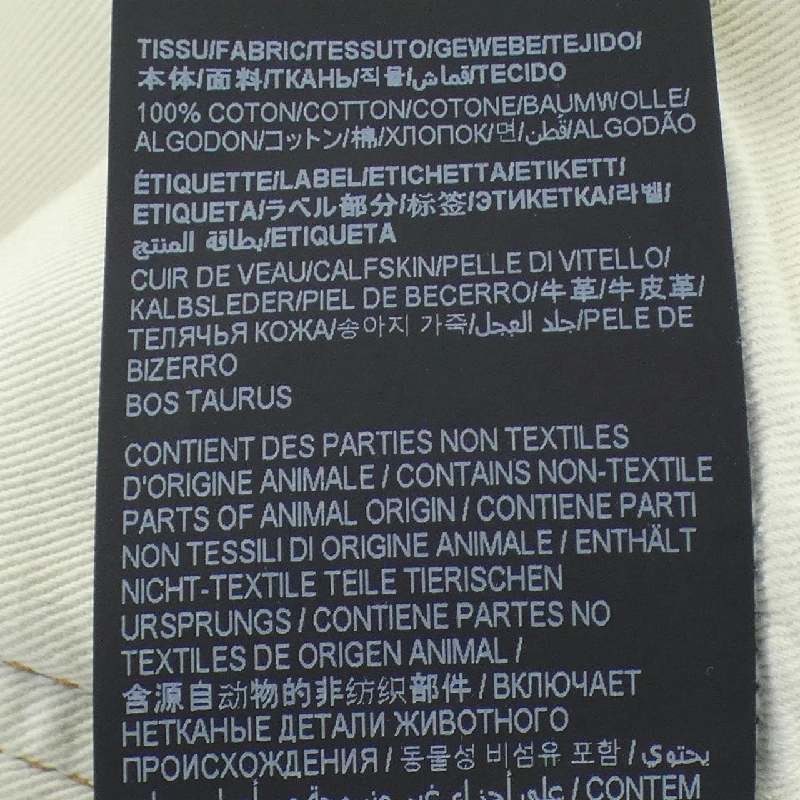 TISSU/FABRIC/TESSUTO/GEWEBE/TEJIDO/
本体/面料/ТКАНЬ/직물/قماش/TECIDO
100% COTON/COTTON/COTONE/BAUMWOLLE/
ALGODON/コットン/棉/ХЛОПОК/면/قطن/ALGODÃO
ÉTIQUETTE/LABEL/ETICHETTA/ETIKETT/
ETIQUETA/ラベル部分/标签/ЭТИКЕТКА/라벨/
بطاقة المنتج/ETIQUETA
CUIR DE VEAU/CALFSKIN/PELLE DI VITELLO/
KALBSLEDER/PIEL DE BECERRO/牛革/牛皮革/
ТЕЛЯЧЬЯ КОЖА/송아지 가죽/جلد العجل/PELE DE
BIZERRO
BOS TAURUS
CONTIENT DES PARTIES NON TEXTILES
D'ORIGINE ANIMALE / CONTAINS NON-TEXTILE
PARTS OF ANIMAL ORIGIN / CONTIENE PARTI
NON TESSILI DI ORIGINE ANIMALE / ENTHÄLT
NICHT-TEXTILE TEILE TIERISCHEN
URSPRUNGS / CONTIENE PARTES NO
TEXTILES DE ORIGEN ANIMAL /
含源自动物的非纺织部件 / ВКЛЮЧАЕТ
НЕТКАНЫЕ ДЕТАЛИ ЖИВОТНОГО
ПРОИСХОЖДЕНИЯ / 동물성 비섬유 포함 / يحتوي
على أجزاء غير / CONTEM